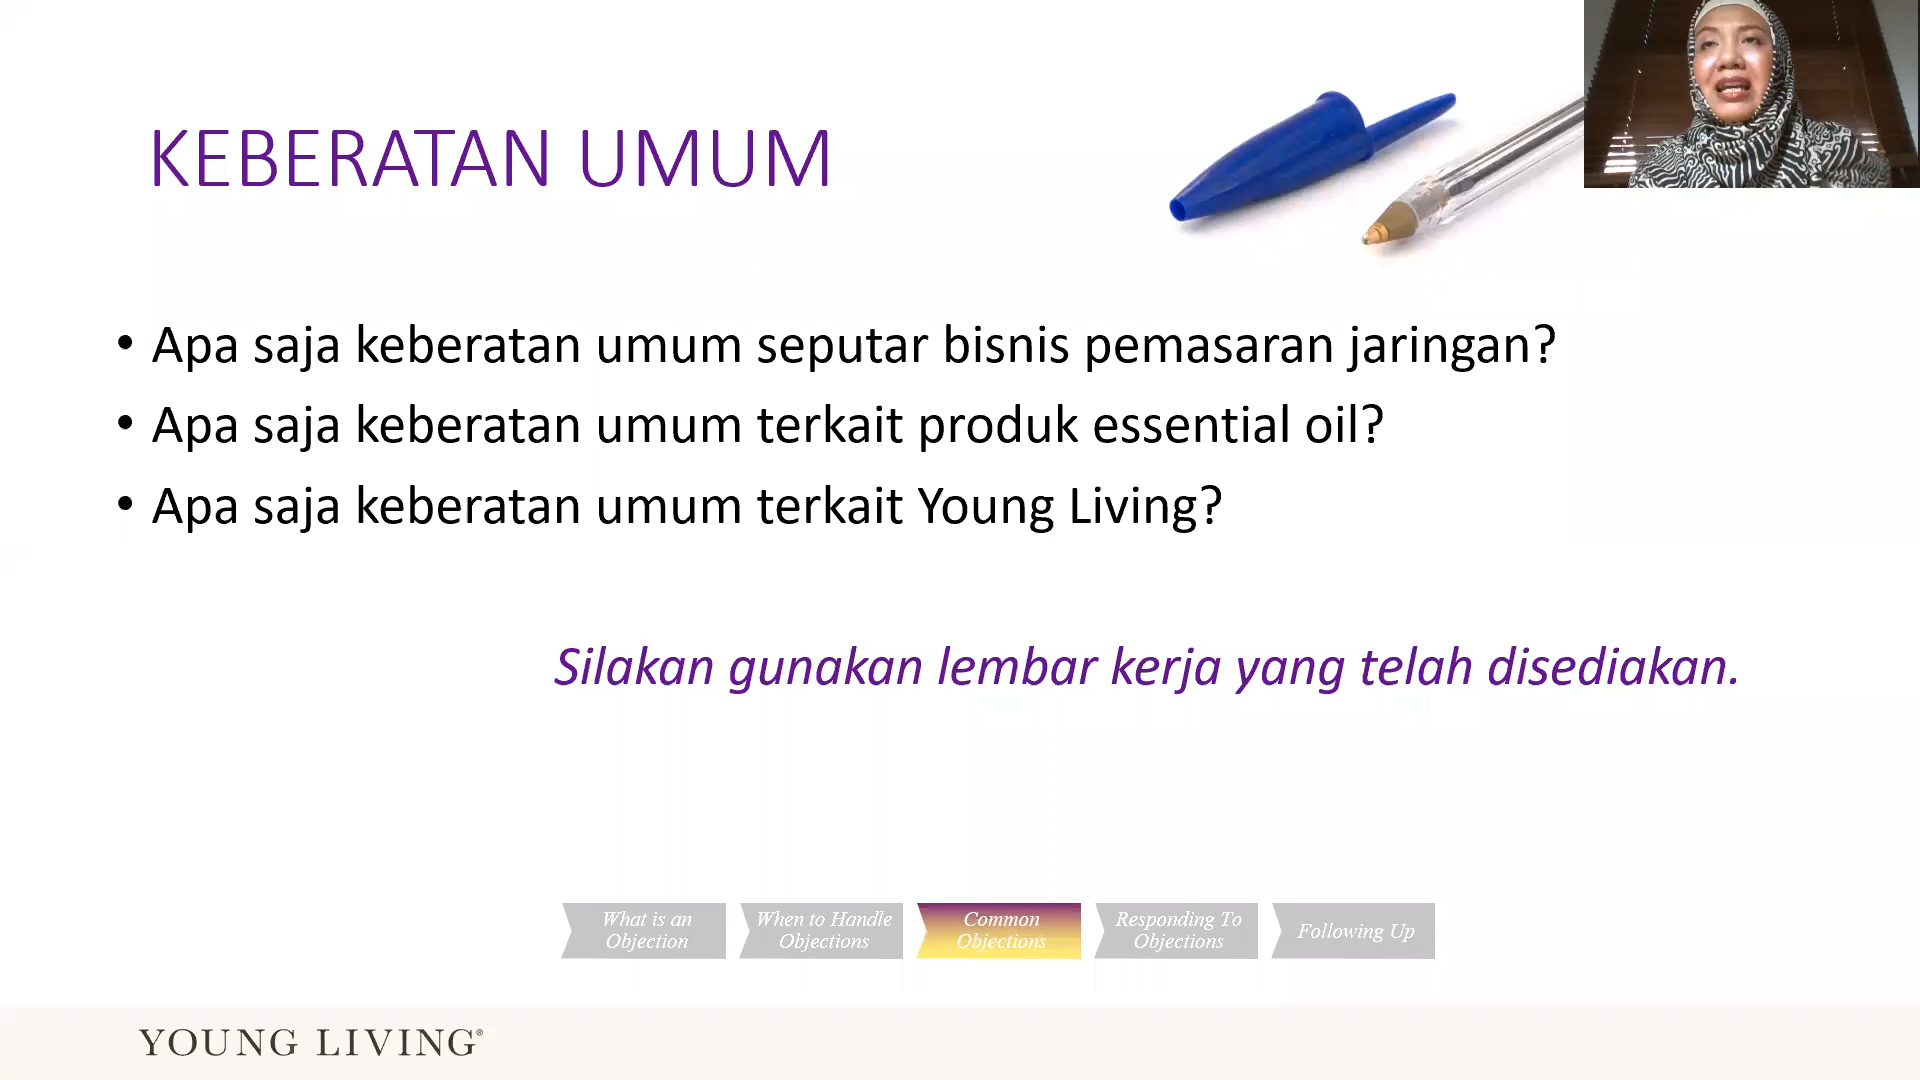 KEBERATAN UMUM
• Apa saja keberatan umum seputar bisnis pemasaran jaringan?
• Apa saja keberatan umum terkait produk essential oil?
• Apa saja keberatan umum terkait Young Living?
Silakan gunakan lembar kerja yang telah disediakan.
What is an
Objection
When to Handle
Objections
Common
Objections
Responding To
Objections
Following Up
YOUNG LIVING®